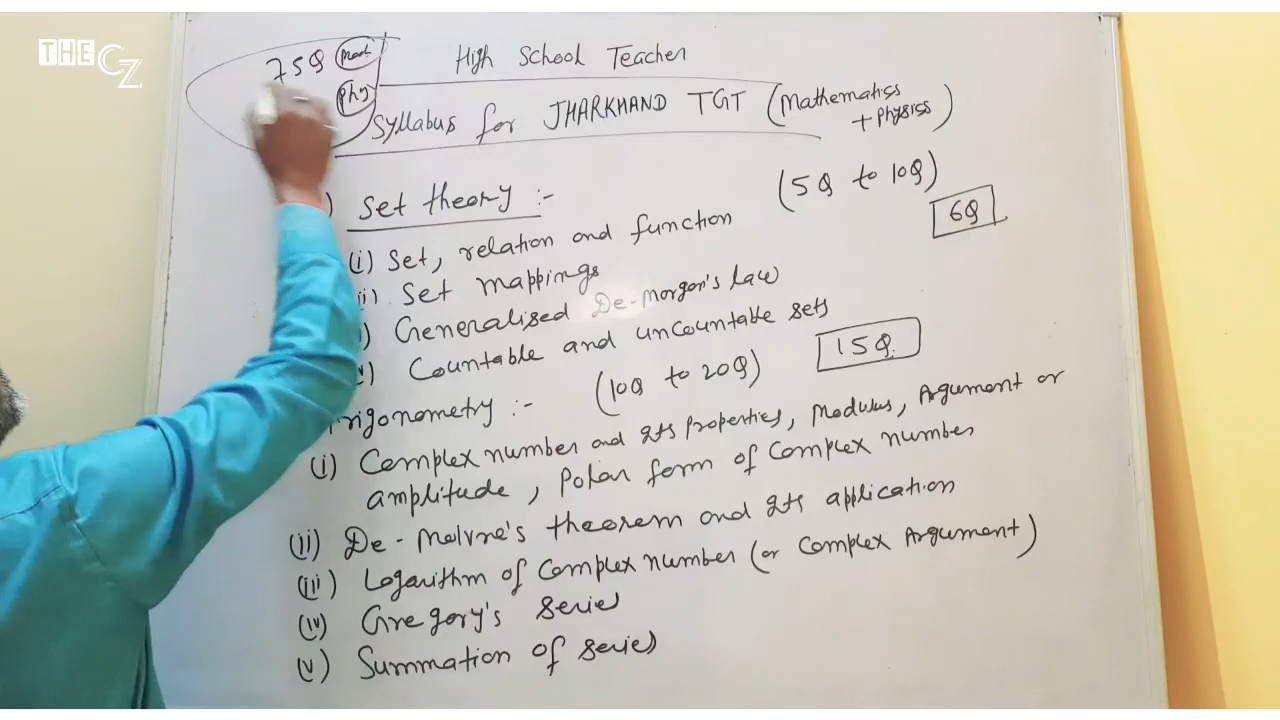 THE CZ
75Q Math
High School Teacher
Phy
Syllabus for JHARKHAND TGT (Mathematics + Physics)
) Set theory :- (5Q to 10Q)
6Q
(i) Set, relation and function
ii) Set mappings
) Generalised De-morgan's law
) Countable and uncountable sets
15Q
rigonometry :- (10Q to 20Q)
(i) Complex number and its properties, modulus, Argument or
amplitude, Polar form of Complex number
(ii) De-Moivre's theorem and its application
(iii) Logarithm of Complex number (or Complex Argument)
(iv) Gregory's series
(v) Summation of series